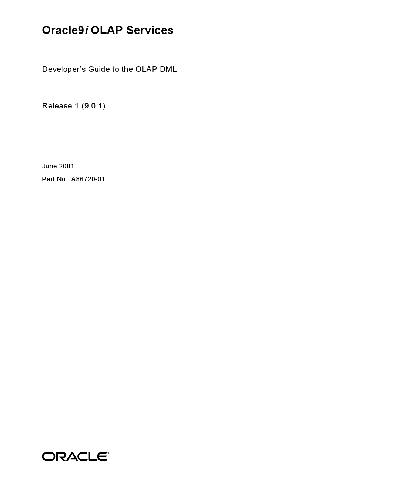 Oracle9i OLAP Services
Developer's Guide to the OLAP DML
Release 1 (9.0.1)
June 2001
Part No. A86720-01
ORACLE